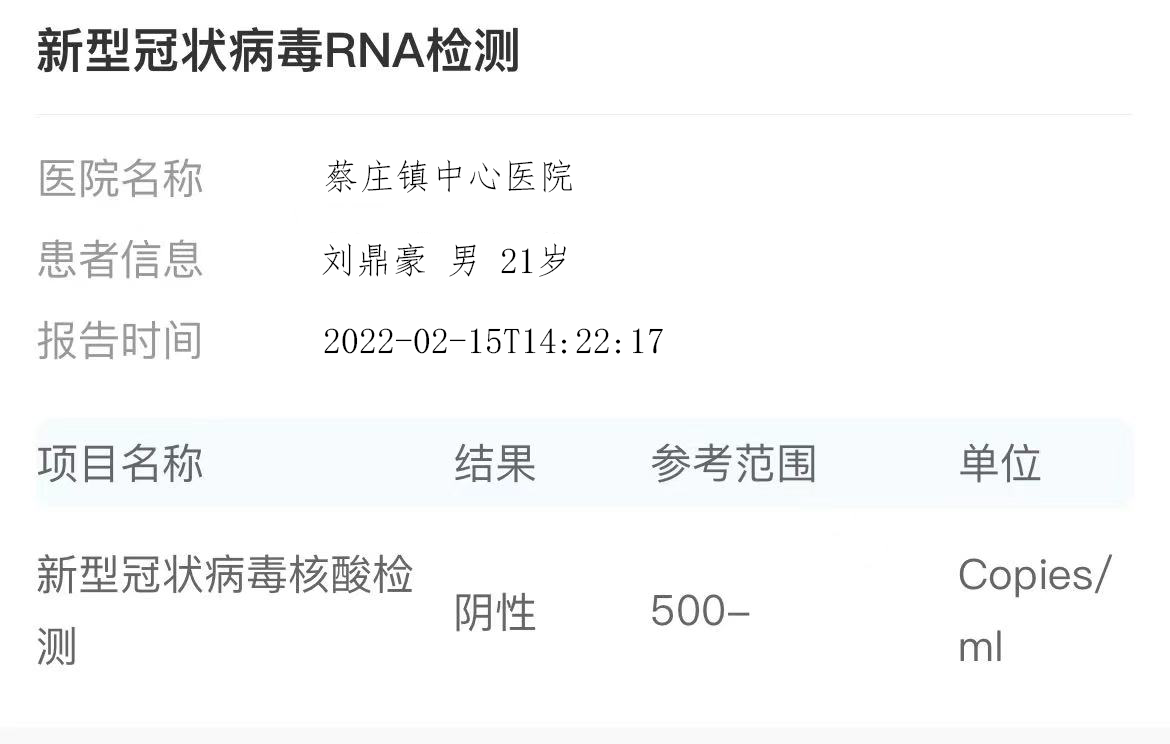 新型冠状病毒RNA检测
医院名称 蔡庄镇中心医院
患者信息 刘鼎豪 男 21岁
报告时间 2022-02-15T14:22:17
项目名称 结果 参考范围 单位
新型冠状病毒核酸检 阴性 500- Copies/
测 ml